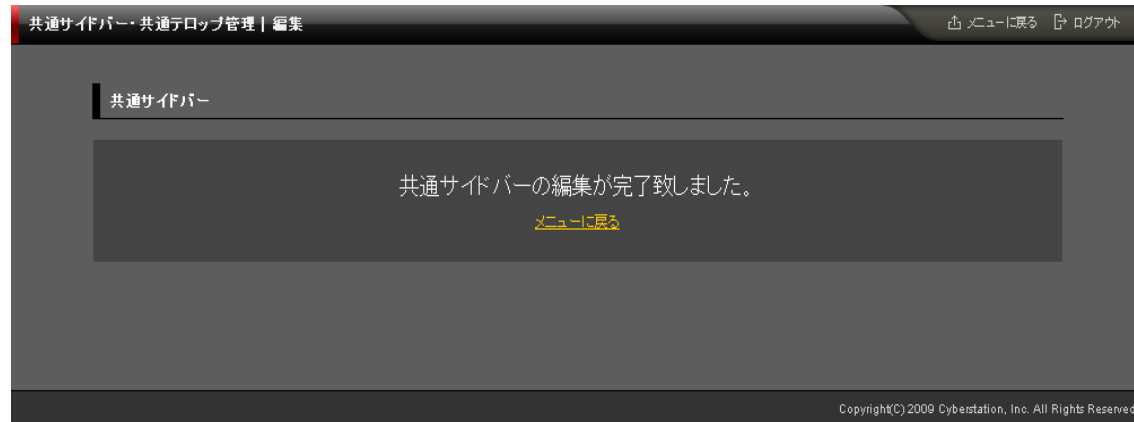 共通サイドバー・共通テロップ管理 | 編集
メニューに戻る ログアウト
共通サイドバー
共通サイドバーの編集が完了致しました。
メニューに戻る
Copyright(C) 2009 Cyberstation, Inc. All Rights Reserved